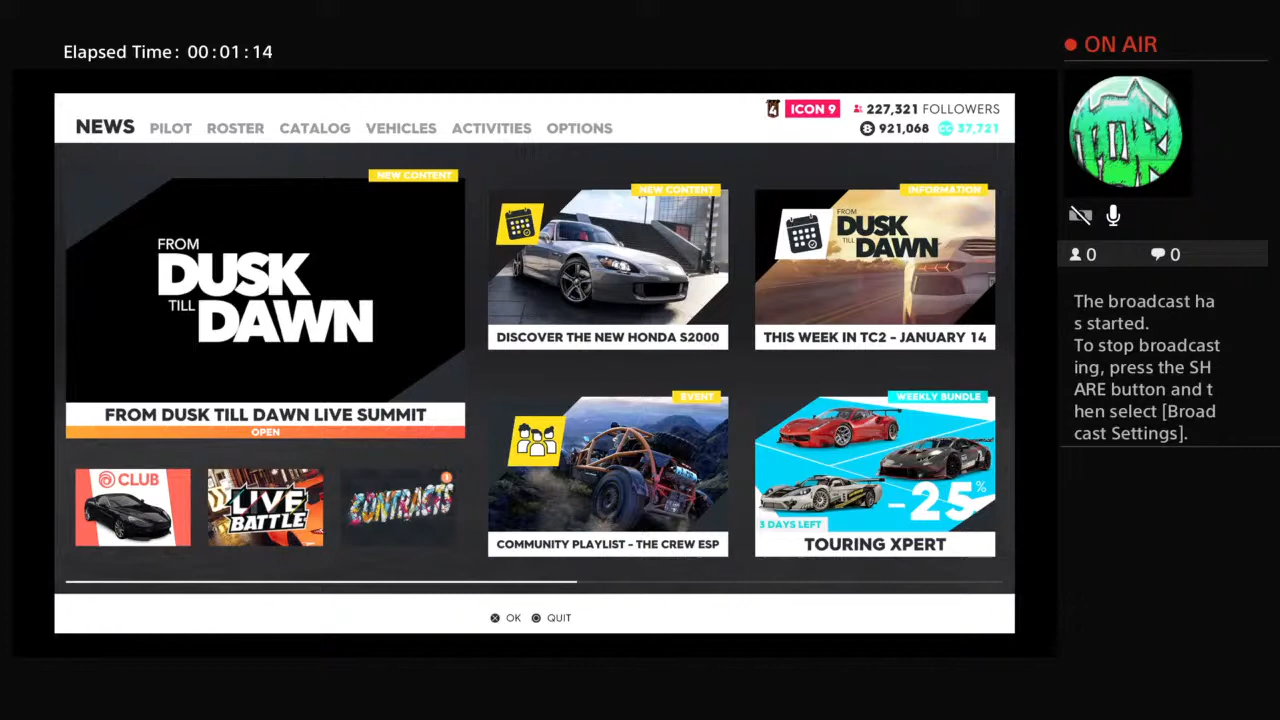 Elapsed Time: 00:01:14
ON AIR
4 ICON 9 227,321 FOLLOWERS
NEWS PILOT ROSTER CATALOG VEHICLES ACTIVITIES OPTIONS
921,068 CC 37,721
NEW CONTENT
FROM
DUSK
TILL
DAWN
FROM DUSK TILL DAWN LIVE SUMMIT
OPEN
NEW CONTENT
DISCOVER THE NEW HONDA S2000
INFORMATION
FROM
DUSK
TILL
DAWN
THIS WEEK IN TC2 - JANUARY 14
CLUB
LIVE
BATTLE
CONTRACTS
1
EVENT
COMMUNITY PLAYLIST - THE CREW ESP
WEEKLY BUNDLE
-25%
3 DAYS LEFT
TOURING XPERT
OK QUIT
0 0
The broadcast ha
s started.
To stop broadcast
ing, press the SH
ARE button and t
hen select [Broad
cast Settings].